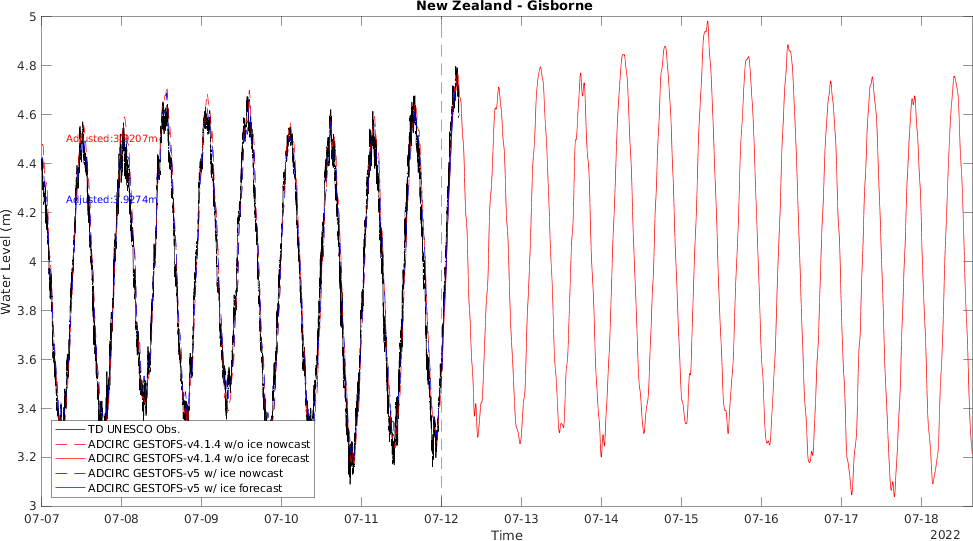 New Zealand - Gisborne
5
4.8
4.6
4.4
4.2
4
3.8
3.6
3.4
3.2
3
Water Level (m)
Adjusted:3.9207m
Adjusted:3.9274m
TD UNESCO Obs.
ADCIRC GESTOFS-v4.1.4 w/o ice nowcast
ADCIRC GESTOFS-v4.1.4 w/o ice forecast
ADCIRC GESTOFS-v5 w/ ice nowcast
ADCIRC GESTOFS-v5 w/ ice forecast
07-07 07-08 07-09 07-10 07-11 07-12 07-13 07-14 07-15 07-16 07-17 07-18
Time
2022